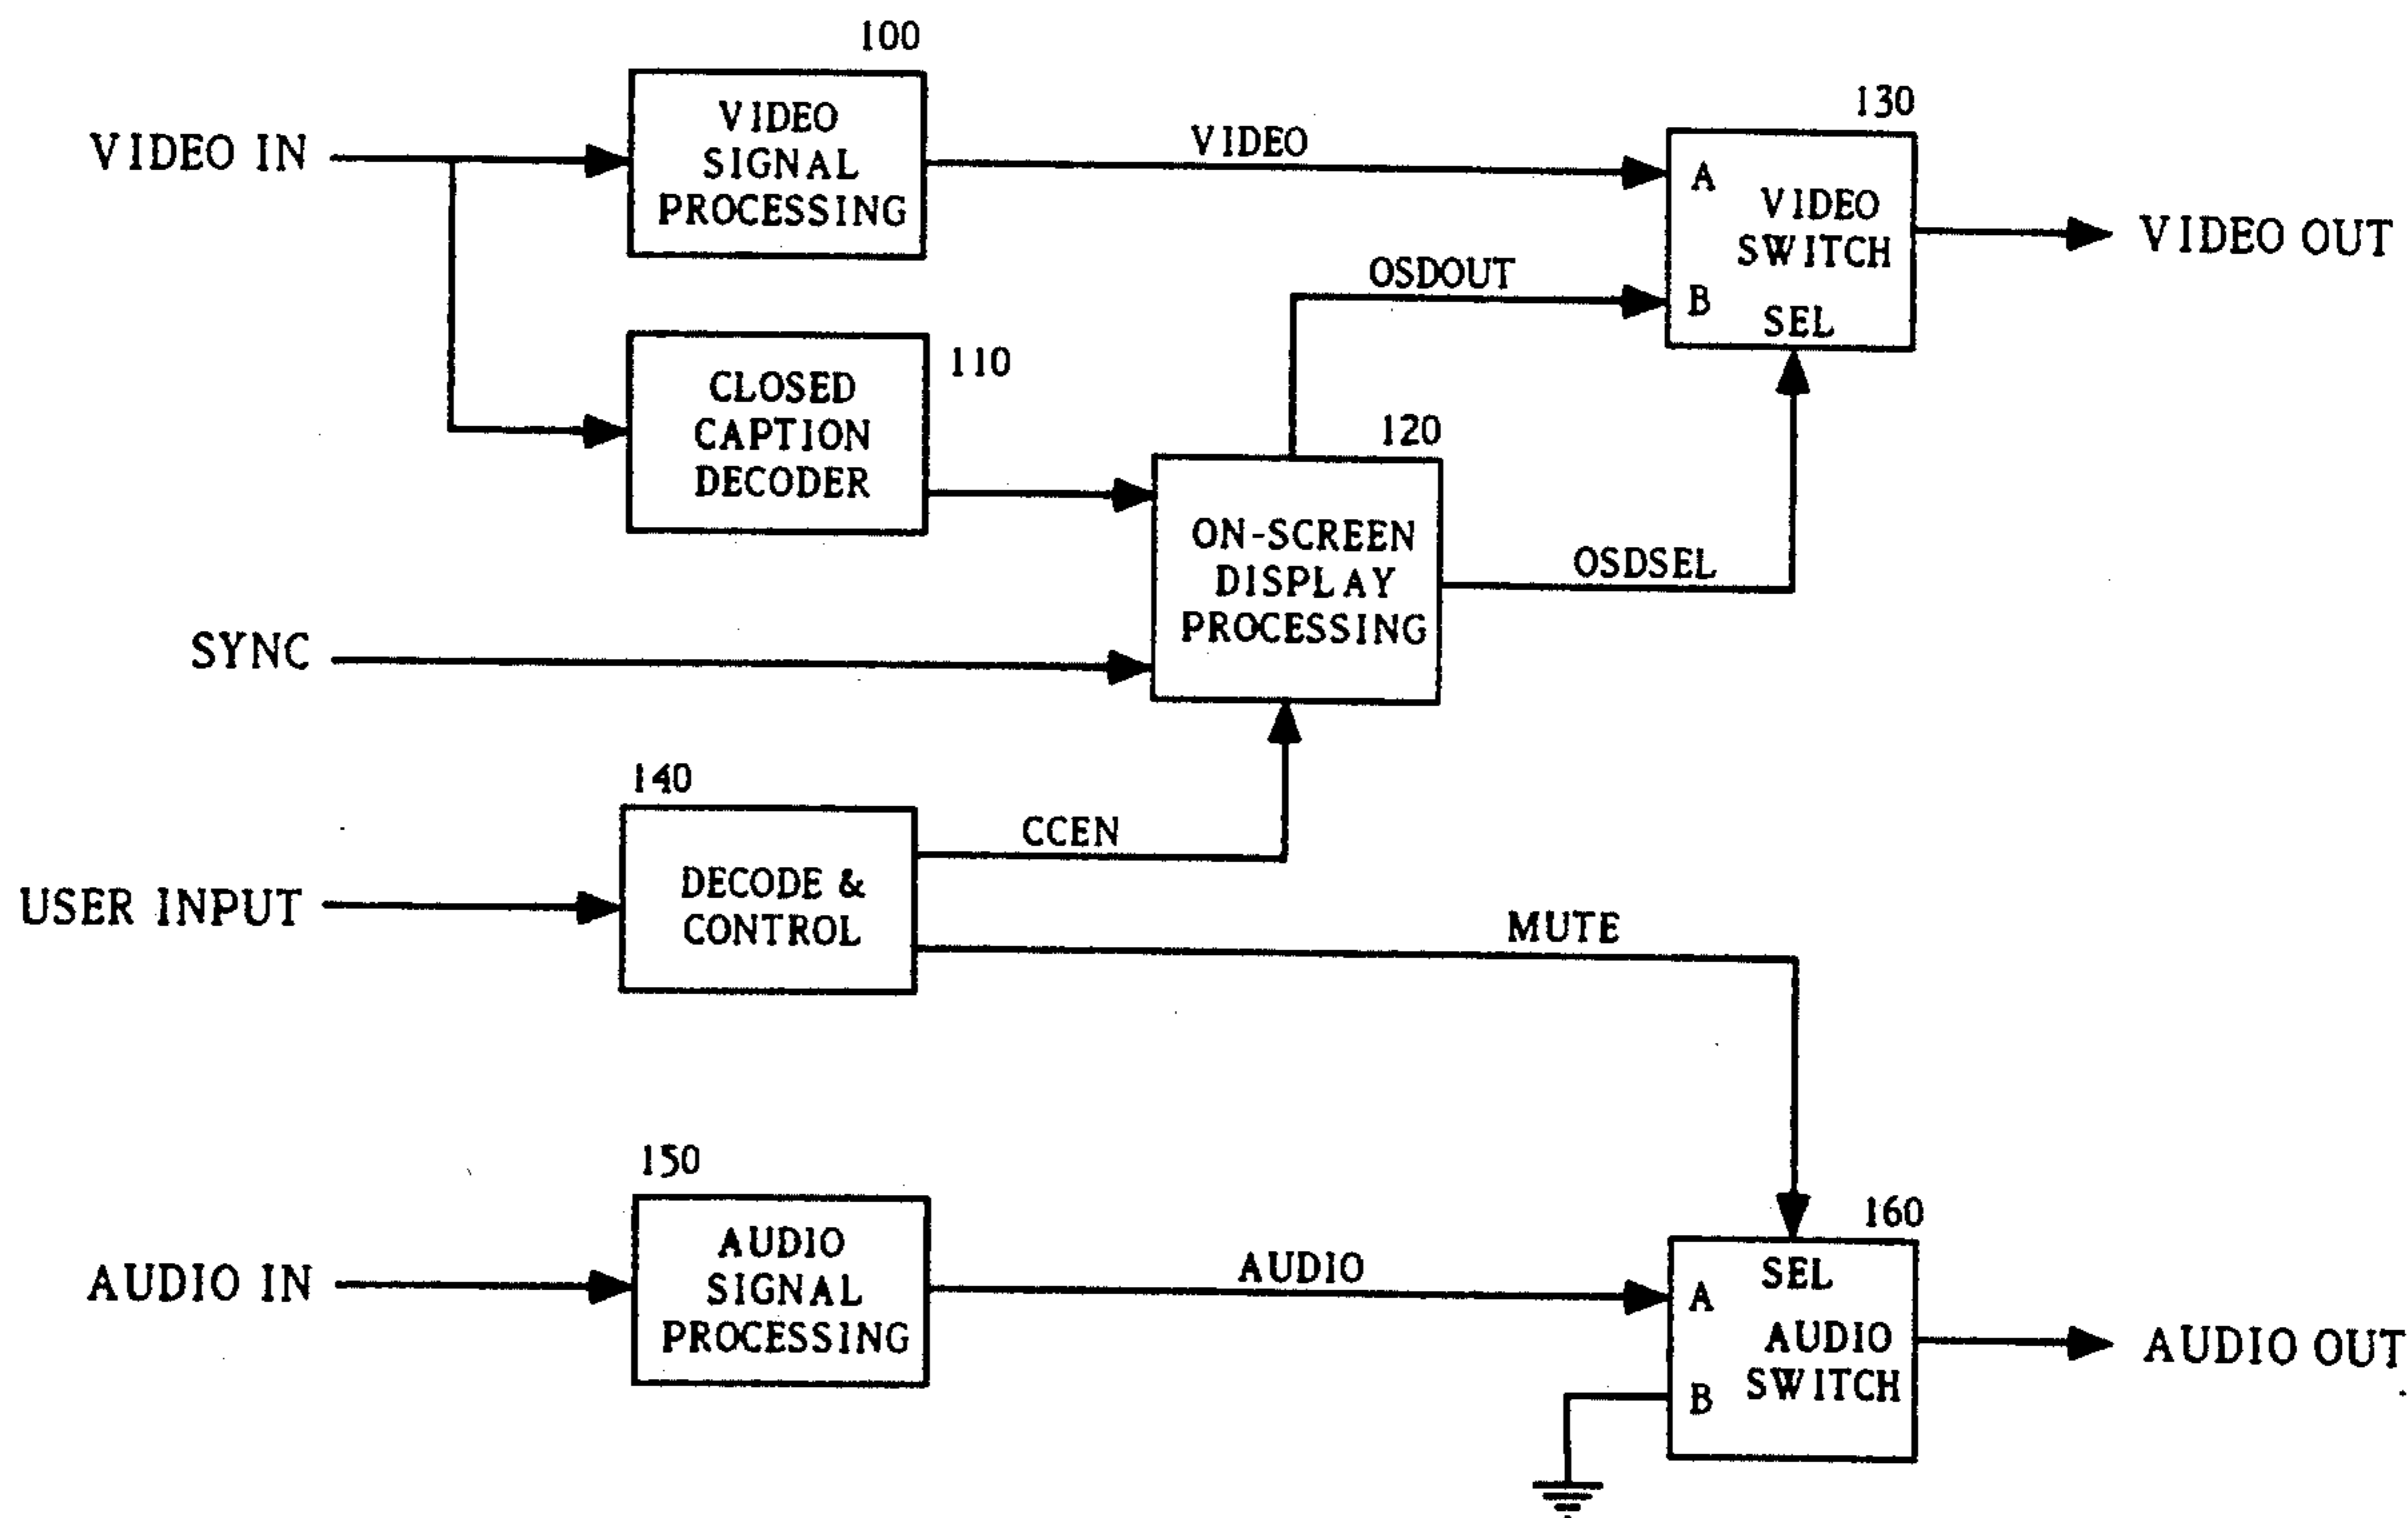 100
VIDEO IN
VIDEO
SIGNAL
PROCESSING
VIDEO
130
A
VIDEO
SWITCH
B
SEL
VIDEO OUT
OSDOUT
110
CLOSED
CAPTION
DECODER
120
ON-SCREEN
DISPLAY
PROCESSING
OSDSEL
SYNC
140
USER INPUT
DECODE &
CONTROL
CCEN
MUTE
150
AUDIO IN
AUDIO
SIGNAL
PROCESSING
AUDIO
160
SEL
A
AUDIO
SWITCH
B
AUDIO OUT